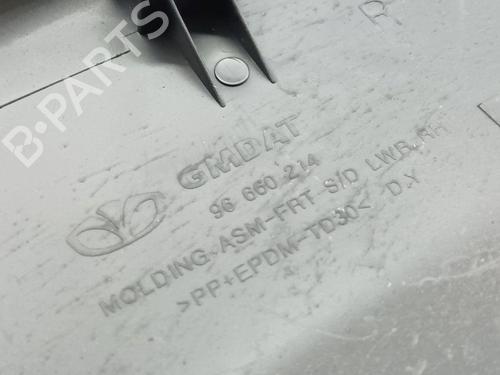 B-PARTS
R
GMDAT
96 660 214
MOLDING ASM-FRT S/D LWR, RH
>PP+EPDM-TD30< D.Y